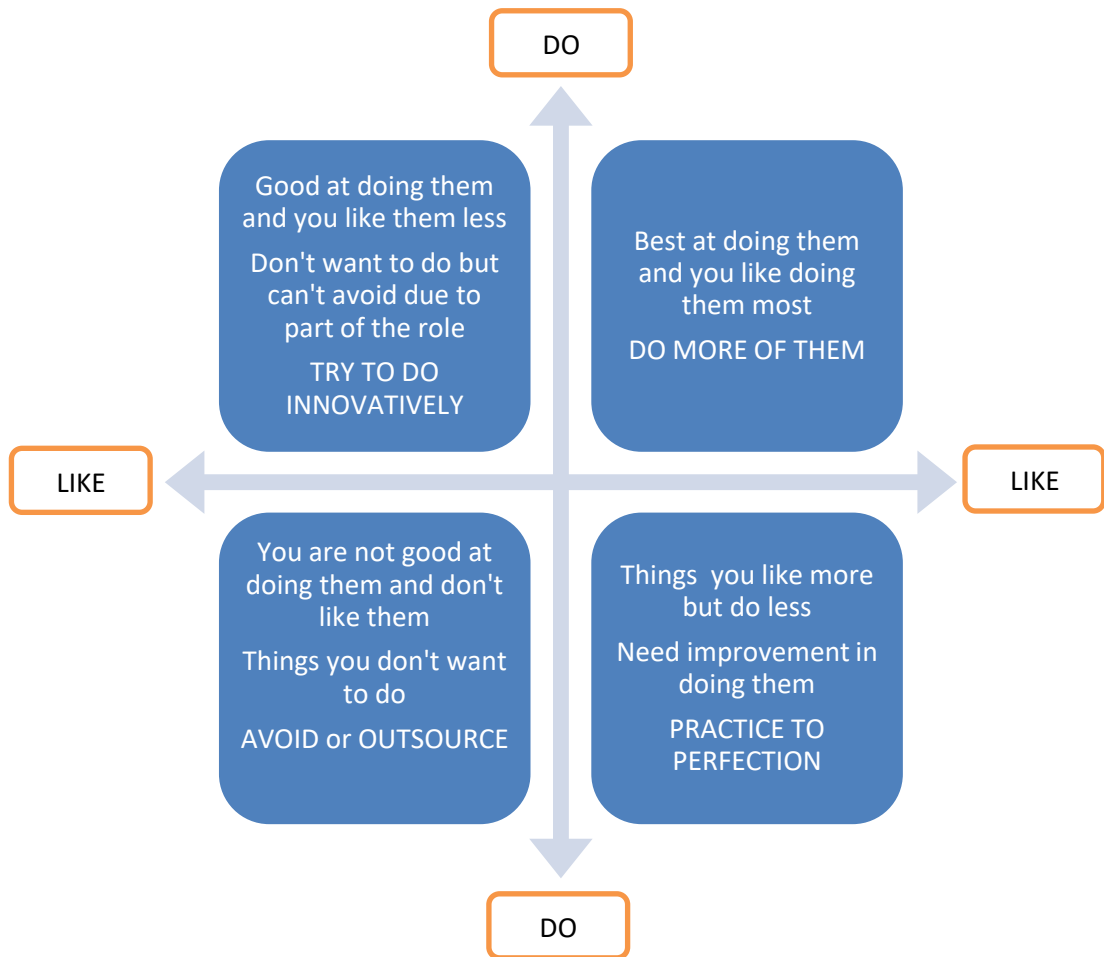 DO
Good at doing them
and you like them less
Don't want to do but
can't avoid due to
part of the role
TRY TO DO
INNOVATIVELY
Best at doing them
and you like doing
them most
DO MORE OF THEM
LIKE
LIKE
You are not good at
doing them and don't
like them
Things you don't want
to do
AVOID or OUTSOURCE
Things  you like more
but do less
Need improvement in
doing them
PRACTICE TO
PERFECTION
DO